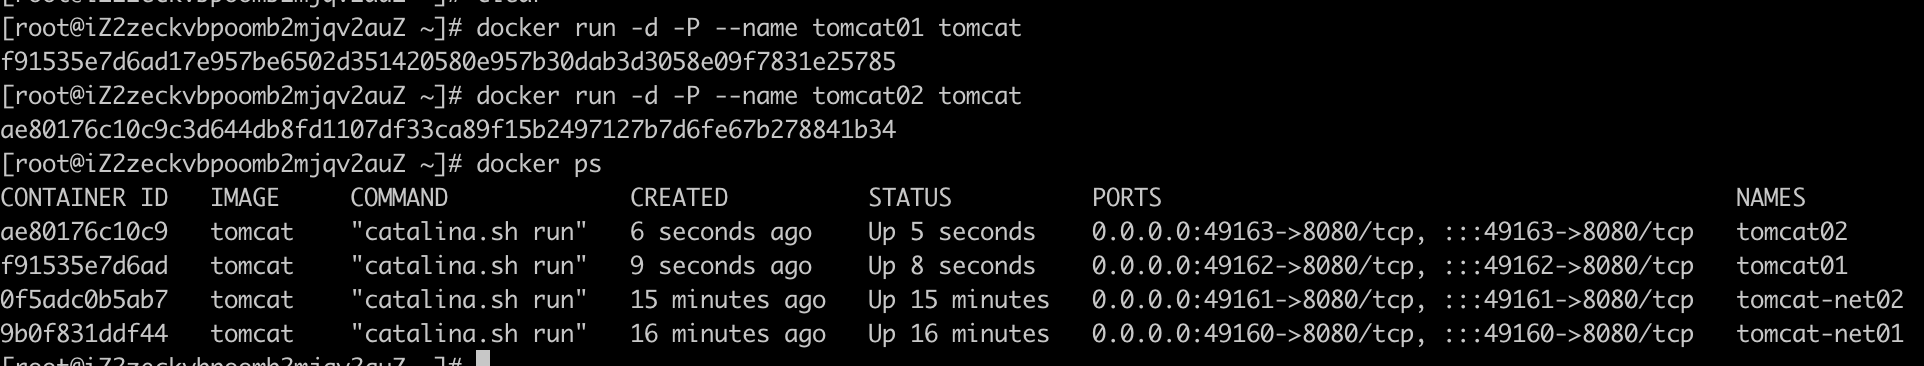 [root@iZ2zeckvbpoomb2mjqv2auZ ~]# clear
[root@iZ2zeckvbpoomb2mjqv2auZ ~]# docker run -d -P --name tomcat01 tomcat
f91535e7d6ad17e957be6502d351420580e957b30dab3d3058e09f7831e25785
[root@iZ2zeckvbpoomb2mjqv2auZ ~]# docker run -d -P --name tomcat02 tomcat
ae80176c10c9c3d644db8fd1107df33ca89f15b2497127b7d6fe67b278841b34
[root@iZ2zeckvbpoomb2mjqv2auZ ~]# docker ps
CONTAINER ID   IMAGE     COMMAND             CREATED          STATUS          PORTS                                         NAMES
ae80176c10c9   tomcat    "catalina.sh run"   6 seconds ago    Up 5 seconds    0.0.0.0:49163->8080/tcp, :::49163->8080/tcp   tomcat02
f91535e7d6ad   tomcat    "catalina.sh run"   9 seconds ago    Up 8 seconds    0.0.0.0:49162->8080/tcp, :::49162->8080/tcp   tomcat01
0f5adc0b5ab7   tomcat    "catalina.sh run"   15 minutes ago   Up 15 minutes   0.0.0.0:49161->8080/tcp, :::49161->8080/tcp   tomcat-net02
9b0f831ddf44   tomcat    "catalina.sh run"   16 minutes ago   Up 16 minutes   0.0.0.0:49160->8080/tcp, :::49160->8080/tcp   tomcat-net01
[root@iZ2zeckvbpoomb2mjqv2auZ ~]#